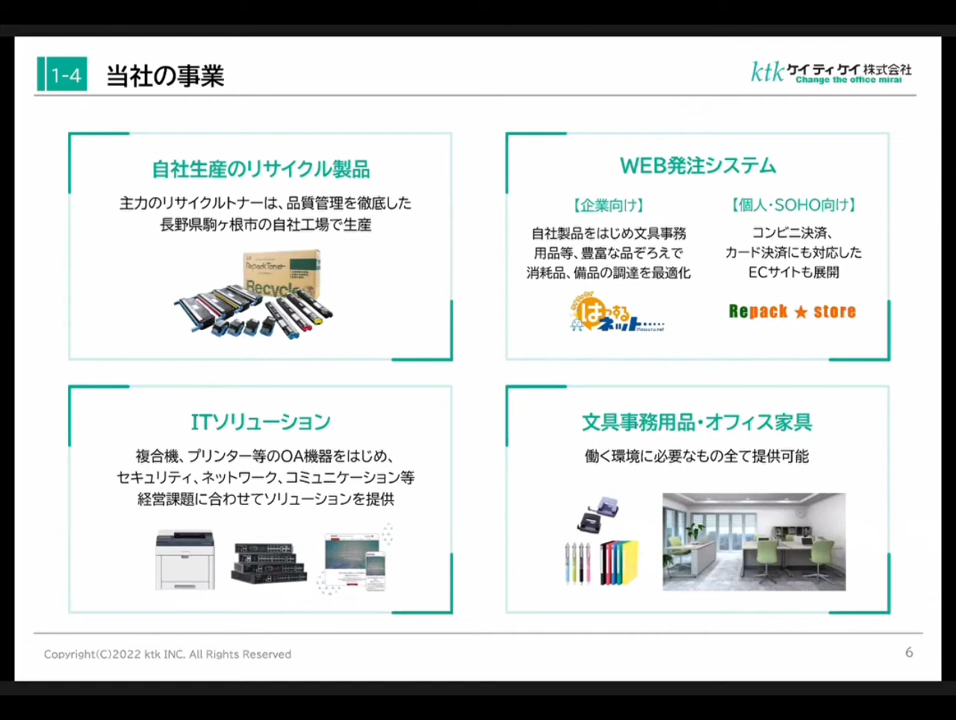 1-4 当社の事業
ktk ケイティケイ株式会社
Change the office mirai
自社生産のリサイクル製品
主力のリサイクルトナーは、品質管理を徹底した
長野県駒ヶ根市の自社工場で生産
RepackToner
Recycle
WEB発注システム
【企業向け】
自社製品をはじめ文具事務
用品等、豊富な品ぞろえで
消耗品、備品の調達を最適化
はっするネット
【個人・SOHO向け】
コンビニ決済、
カード決済にも対応した
ECサイトも展開
Repack★store
ITソリューション
複合機、プリンター等のOA機器をはじめ、
セキュリティ、ネットワーク、コミュニケーション等
経営課題に合わせてソリューションを提供
文具事務用品・オフィス家具
働く環境に必要なもの全て提供可能
Copyright(C)2022 ktk INC. All Rights Reserved
6